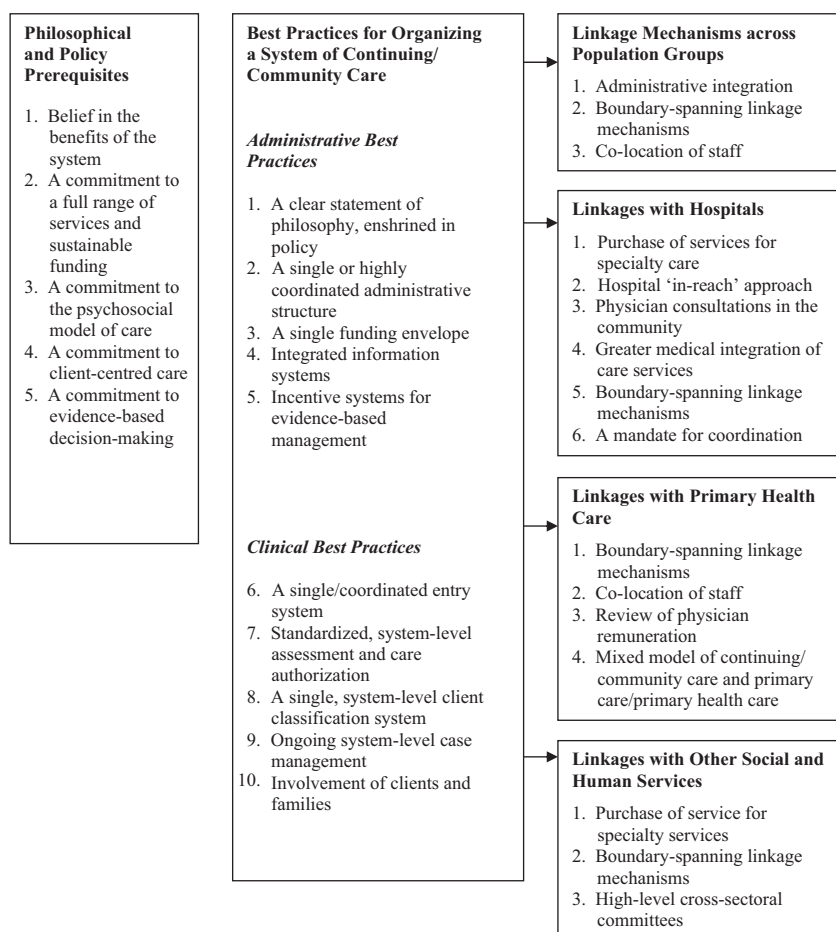 Philosophical
and Policy
Prerequisites
1. Belief in the
benefits of the
system
2. A commitment to
a full range of
services and
sustainable
funding
3. A commitment to
the psychosocial
model of care
4. A commitment to
client-centred care
5. A commitment to
evidence-based
decision-making
Best Practices for Organizing
a System of Continuing/
Community Care
Administrative Best
Practices
1. A clear statement of
philosophy, enshrined in
policy
2. A single or highly
coordinated administrative
structure
3. A single funding envelope
4. Integrated information
systems
5. Incentive systems for
evidence-based
management
Clinical Best Practices
6. A single/coordinated entry
system
7. Standardized, system-level
assessment and care
authorization
8. A single, system-level client
classification system
9. Ongoing system-level case
management
10. Involvement of clients and
families
Linkage Mechanisms across
Population Groups
1. Administrative integration
2. Boundary-spanning linkage
mechanisms
3. Co-location of staff
Linkages with Hospitals
1. Purchase of services for
specialty care
2. Hospital ‘in-reach’ approach
3. Physician consultations in the
community
4. Greater medical integration of
care services
5. Boundary-spanning linkage
mechanisms
6. A mandate for coordination
Linkages with Primary Health
Care
1. Boundary-spanning linkage
mechanisms
2. Co-location of staff
3. Review of physician
remuneration
4. Mixed model of continuing/
community care and primary
care/primary health care
Linkages with Other Social and
Human Services
1. Purchase of service for
specialty services
2. Boundary-spanning linkage
mechanisms
3. High-level cross-sectoral
committees